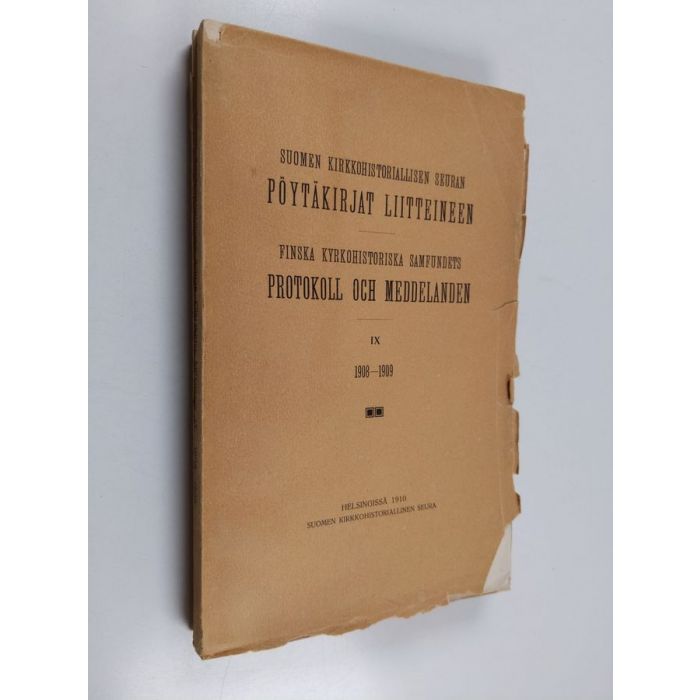 SUOMEN KIRKKOHISTORIALLISEN SEURAN
PÖYTÄKIRJAT LIITTEINEEN
FINSKA KYRKOHISTORISKA SAMFUNDETS
PROTOKOLL OCH MEDDELANDEN
IX
1908—1909
HELSINGISSÄ 1910
SUOMEN KIRKKOHISTORIALLINEN SEURA